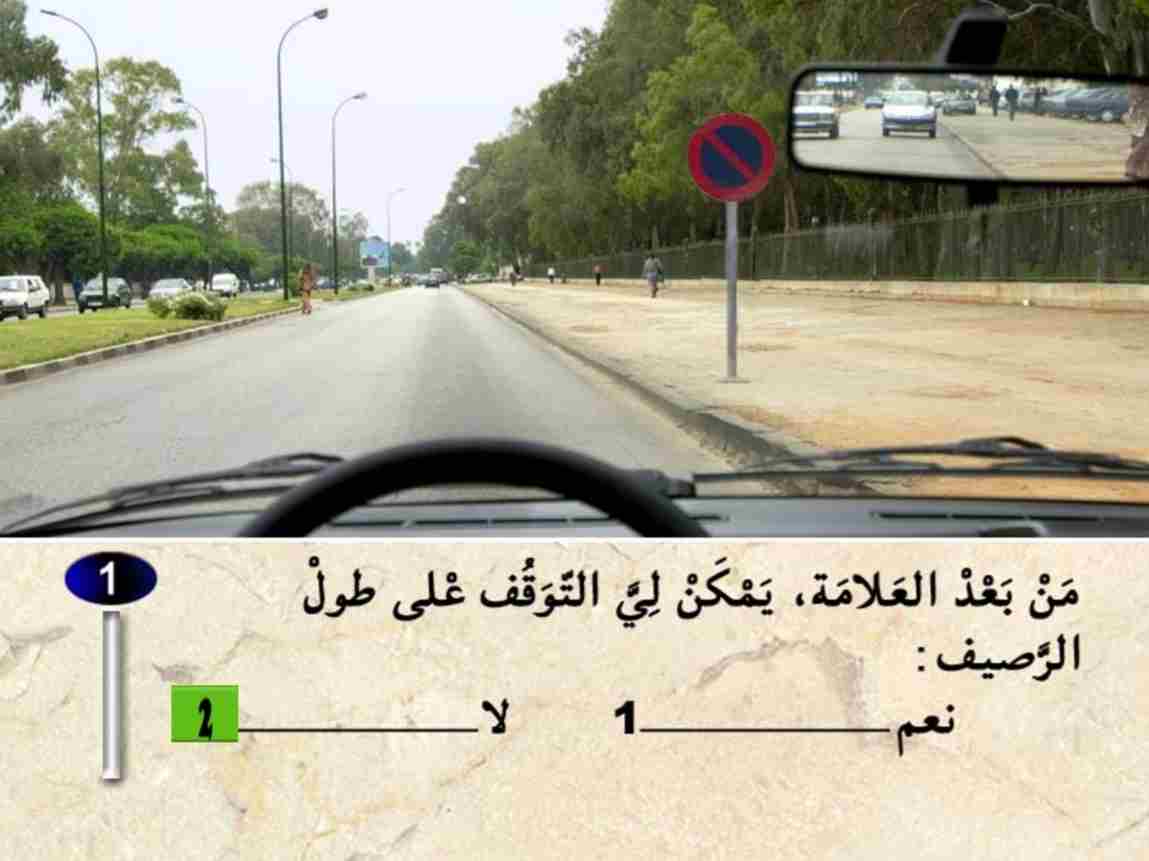 1
مَنْ بَعْدْ العَلامَة، يَمْكَنْ لِيَّ التّوَقُّف عْلى طولْ
الرَّصيف :
نعم 1 لا 2